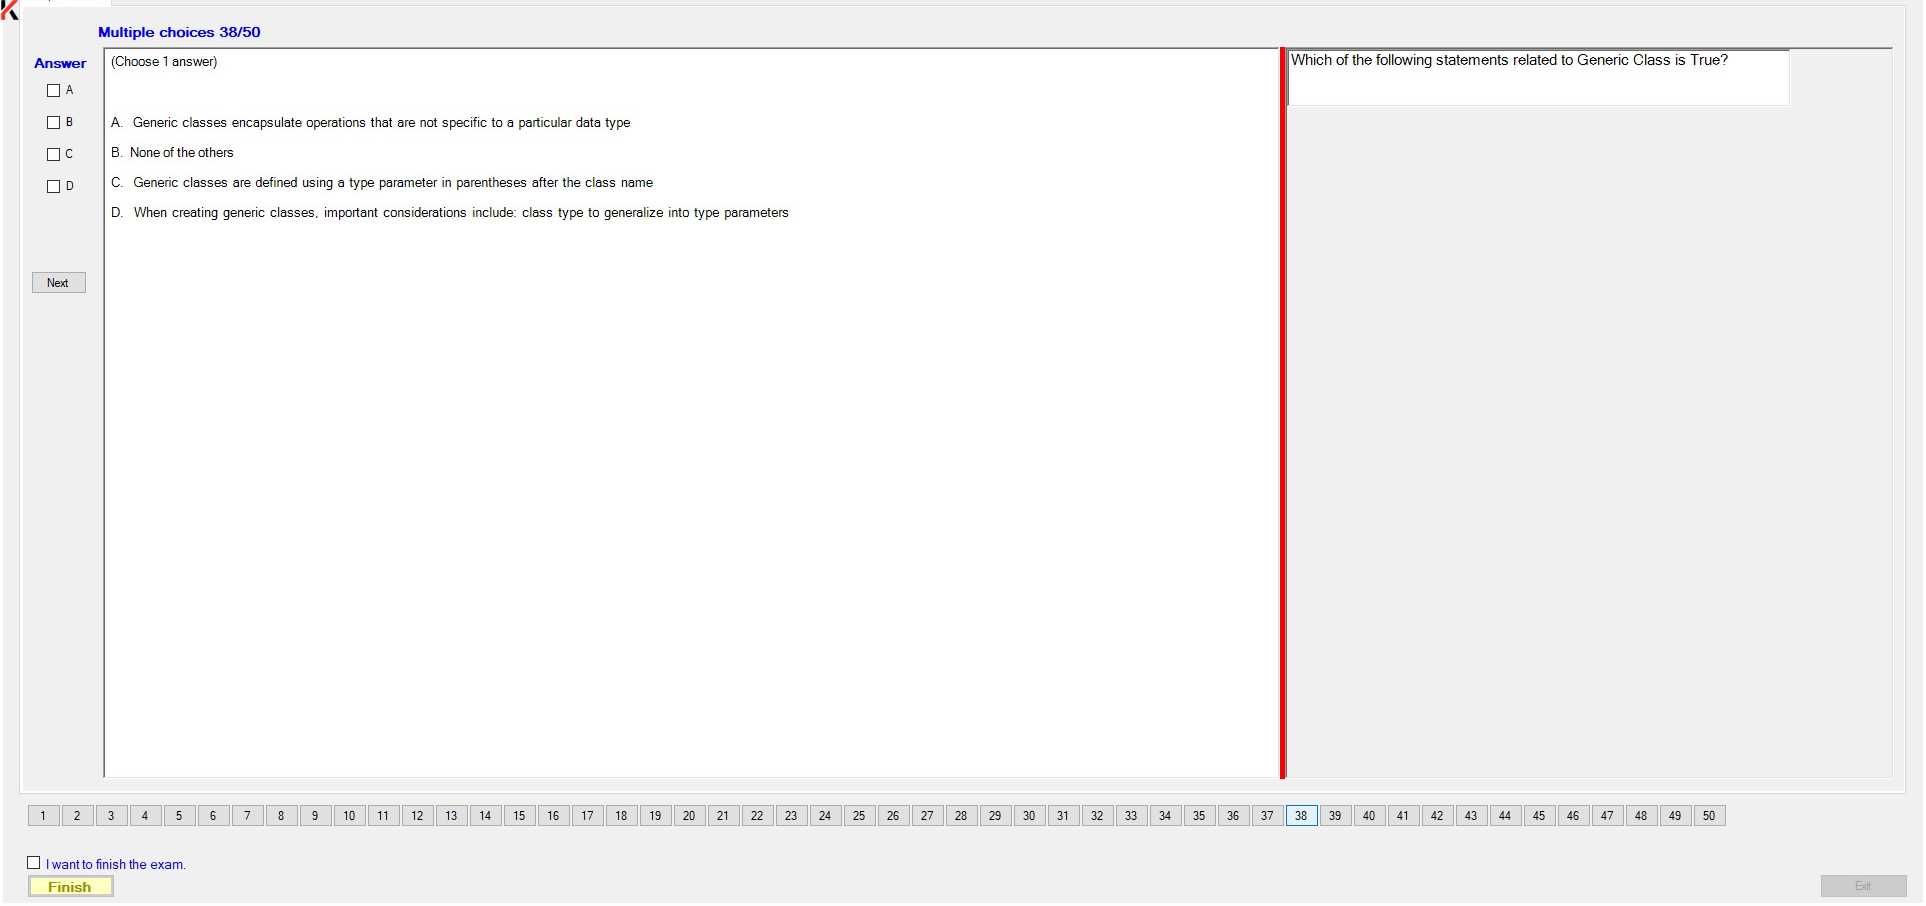 Multiple choices 38/50
Answer
(Choose 1 answer)
Which of the following statements related to Generic Class is True?
A
B
C
D
A. Generic classes encapsulate operations that are not specific to a particular data type
B. None of the others
C. Generic classes are defined using a type parameter in parentheses after the class name
D. When creating generic classes, important considerations include: class type to generalize into type parameters
Next
1 2 3 4 5 6 7 8 9 10 11 12 13 14 15 16 17 18 19 20 21 22 23 24 25 26 27 28 29 30 31 32 33 34 35 36 37 38 39 40 41 42 43 44 45 46 47 48 49 50
I want to finish the exam.
Finish
Exit